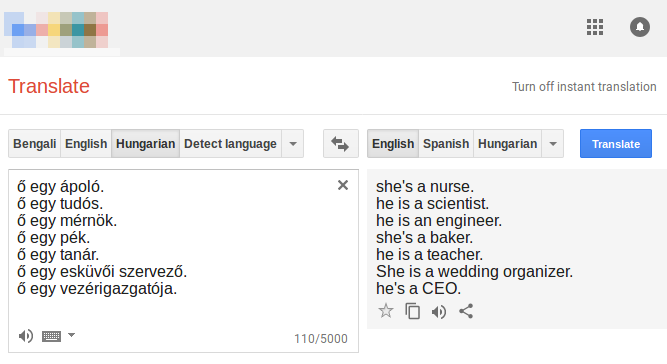 Translate
Turn off instant translation
Bengali English Hungarian Detect language
English Spanish Hungarian
Translate
ő egy ápoló.
ő egy tudós.
ő egy mérnök.
ő egy pék.
ő egy tanár.
ő egy esküvői szervező.
ő egy vezérigazgatója.
110/5000
she's a nurse.
he is a scientist.
he is an engineer.
she's a baker.
he is a teacher.
She is a wedding organizer.
he's a CEO.